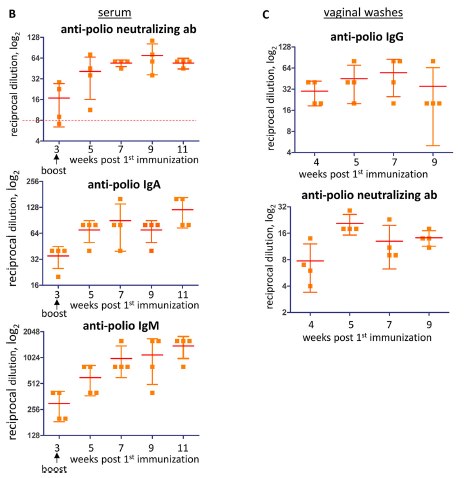 B
serum
anti-polio neutralizing ab
reciprocal dilution, log2
128
64
32
16
8
4
3 5 7 9 11
boost
weeks post 1st immunization
anti-polio IgA
reciprocal dilution, log2
256
128
64
32
16
3 5 7 9 11
boost
weeks post 1st immunization
anti-polio IgM
reciprocal dilution, log2
2048
1024
512
256
128
3 5 7 9 11
boost
weeks post 1st immunization
C
vaginal washes
anti-polio IgG
reciprocal dilution, log2
128
64
32
16
8
4
4 5 7 9
weeks post 1st immunization
anti-polio neutralizing ab
reciprocal dilution, log2
32
16
8
4
2
4 5 7 9
weeks post 1st immunization